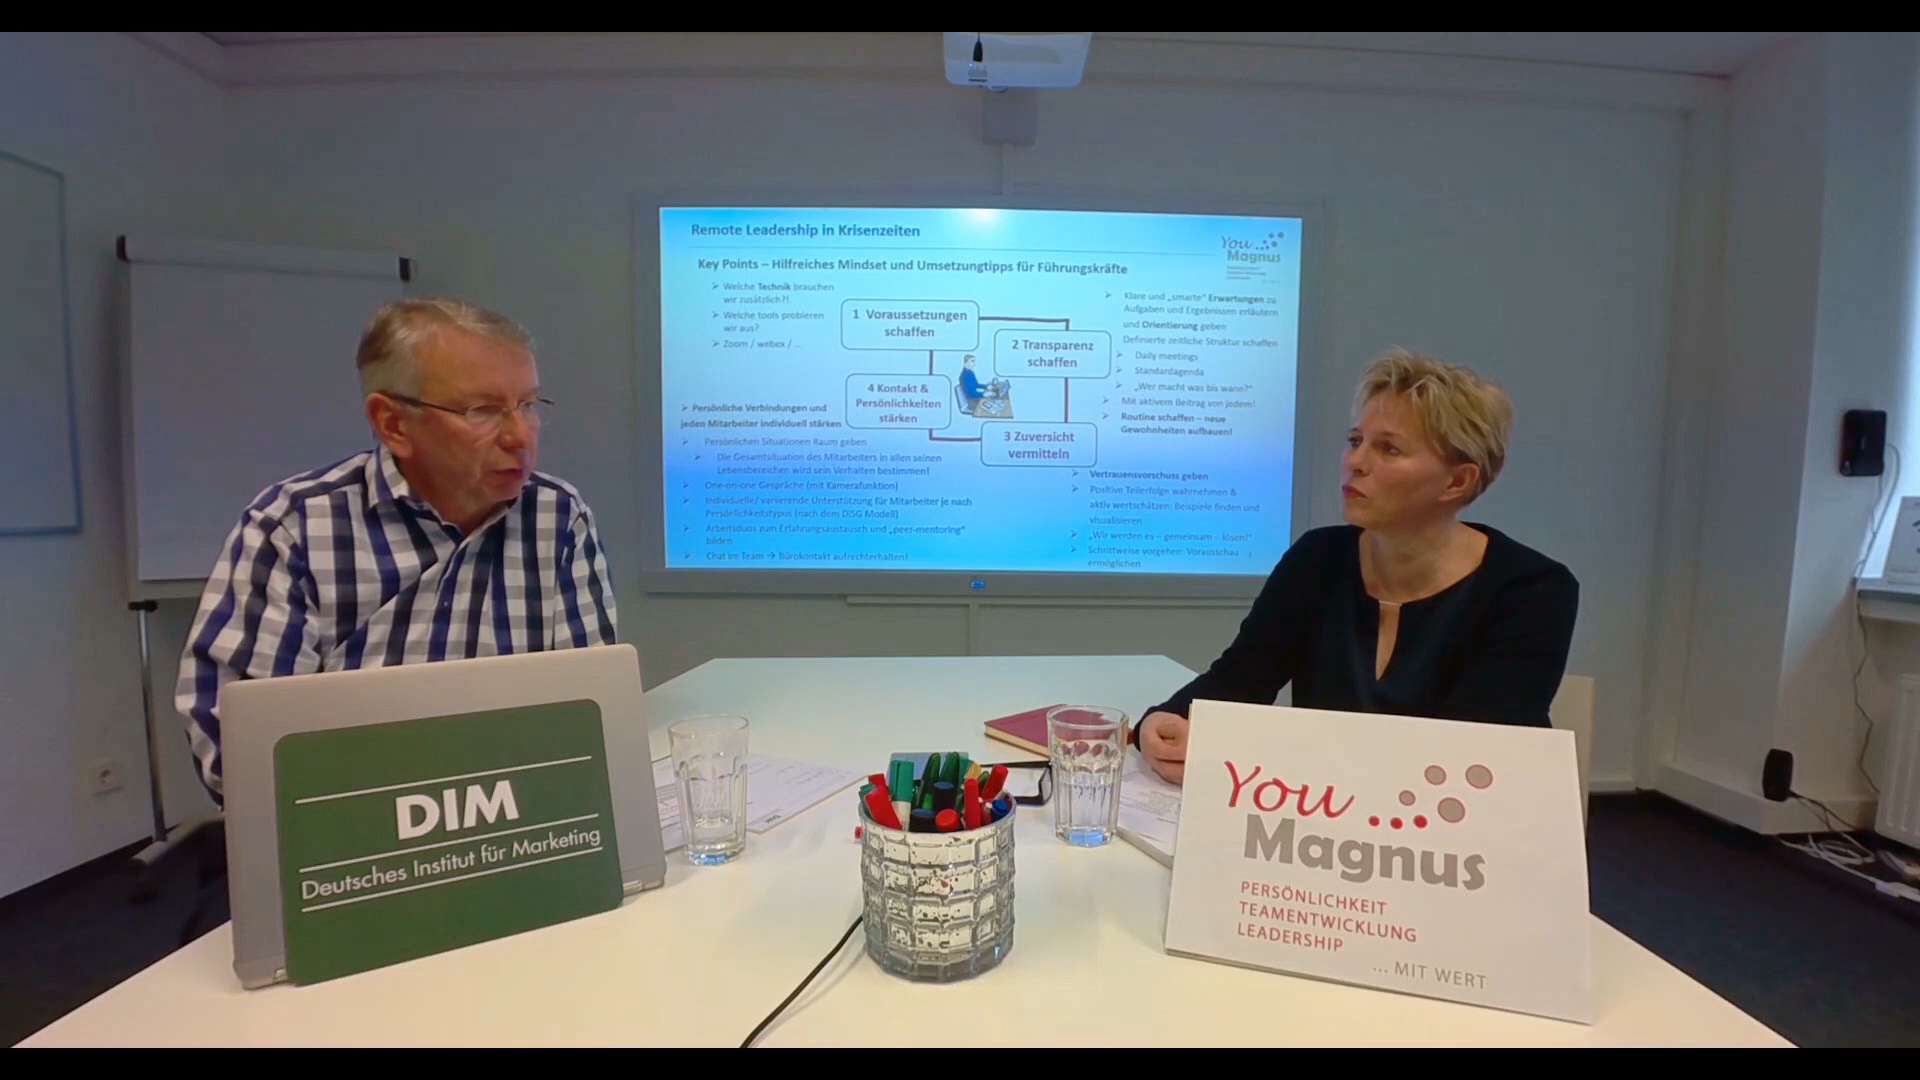 Remote Leadership in Krisenzeiten
You
Magnus
Key Points – Hilfreiches Mindset und Umsetzungtipps für Führungskräfte
➢ Welche Technik brauchen
wir zusätzlich?!
➢ Welche tools probieren
wir aus?
➢ Zoom / webex / ...
1 Voraussetzungen
schaffen
2 Transparenz
schaffen
4 Kontakt &
Persönlichkeiten
stärken
3 Zuversicht
vermitteln
➢ Klare und „smarte“ Erwartungen zu
Aufgaben und Ergebnissen erläutern
und Orientierung geben
Definierte zeitliche Struktur schaffen
➢ Daily meetings
➢ Standardagenda
➢ „Wer macht was bis wann?“
➢ Mit aktivem Beitrag von jedem!
➢ Routine schaffen – neue
Gewohnheiten aufbauen!
➢ Persönliche Verbindungen und
jeden Mitarbeiter individuell stärken
➢ Persönlichen Situationen Raum geben
➢ Die Gesamtsituation des Mitarbeiters in allen seinen
Lebensbereichen wird sein Verhalten bestimmen!
➢ One-on-one Gespräche (mit Kamerafunktion)
➢ Individuelle/ variierende Unterstützung für Mitarbeiter je nach
Persönlichkeitstypus (nach dem DiSG Modell)
➢ Arbeitsduos zum Erfahrungsaustausch und „peer-mentoring“
bilden
➢ Chat im Team → Bürokontakt aufrechterhalten!
➢ Vertrauensvorschuss geben
➢ Positive Teilerfolge wahrnehmen &
aktiv wertschätzen: Beispiele finden und
visualisieren
➢ „Wir werden es – gemeinsam - lösen!“
➢ Schrittweise vorgehen: Vorausschau
ermöglichen
DIM
Deutsches Institut für Marketing
You
Magnus
PERSÖNLICHKEIT
TEAMENTWICKLUNG
LEADERSHIP
... MIT WERT